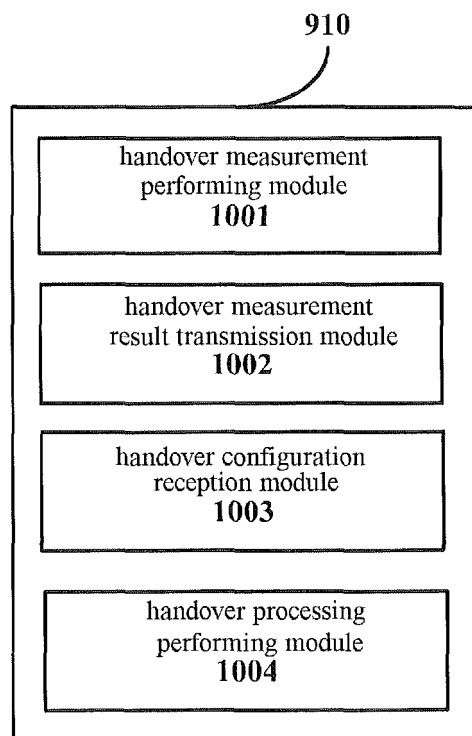 910
handover measurement
performing module
1001
handover measurement
result transmission module
1002
handover configuration
reception module
1003
handover processing
performing module
1004